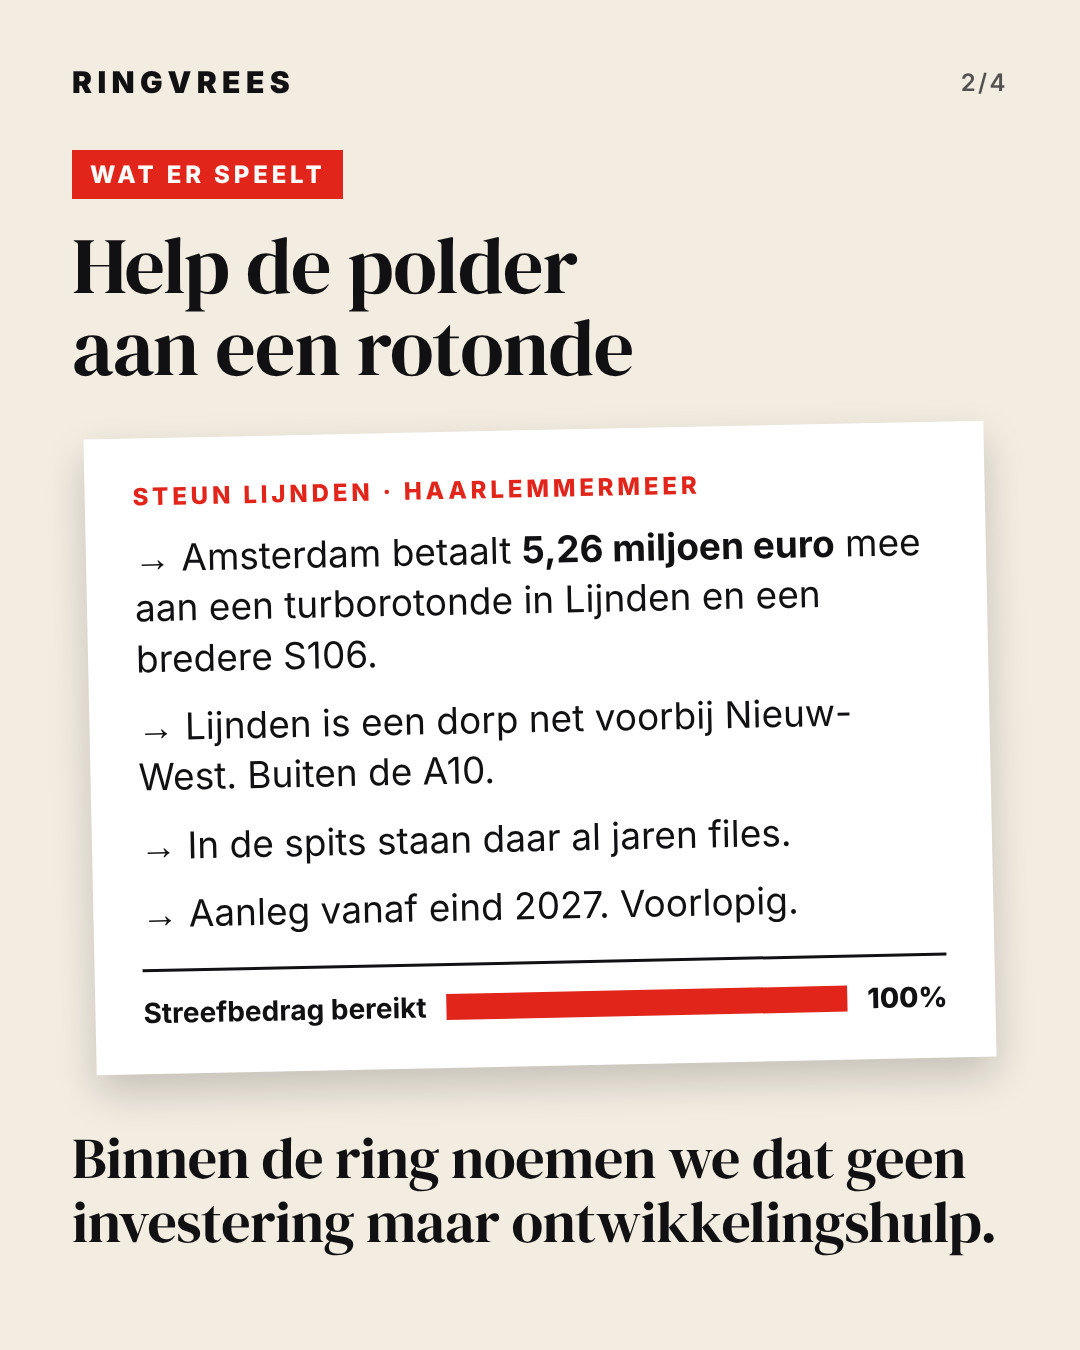 RINGVREES
2/4
WAT ER SPEELT
Help de polder
aan een rotonde
STEUN LIJNDEN · HAARLEMMERMEER
→ Amsterdam betaalt 5,26 miljoen euro mee
aan een turborotonde in Lijnden en een
bredere S106.
→ Lijnden is een dorp net voorbij Nieuw-
West. Buiten de A10.
→ In de spits staan daar al jaren files.
→ Aanleg vanaf eind 2027. Voorlopig.
Streefbedrag bereikt 100%
Binnen de ring noemen we dat geen
investering maar ontwikkelingshulp.